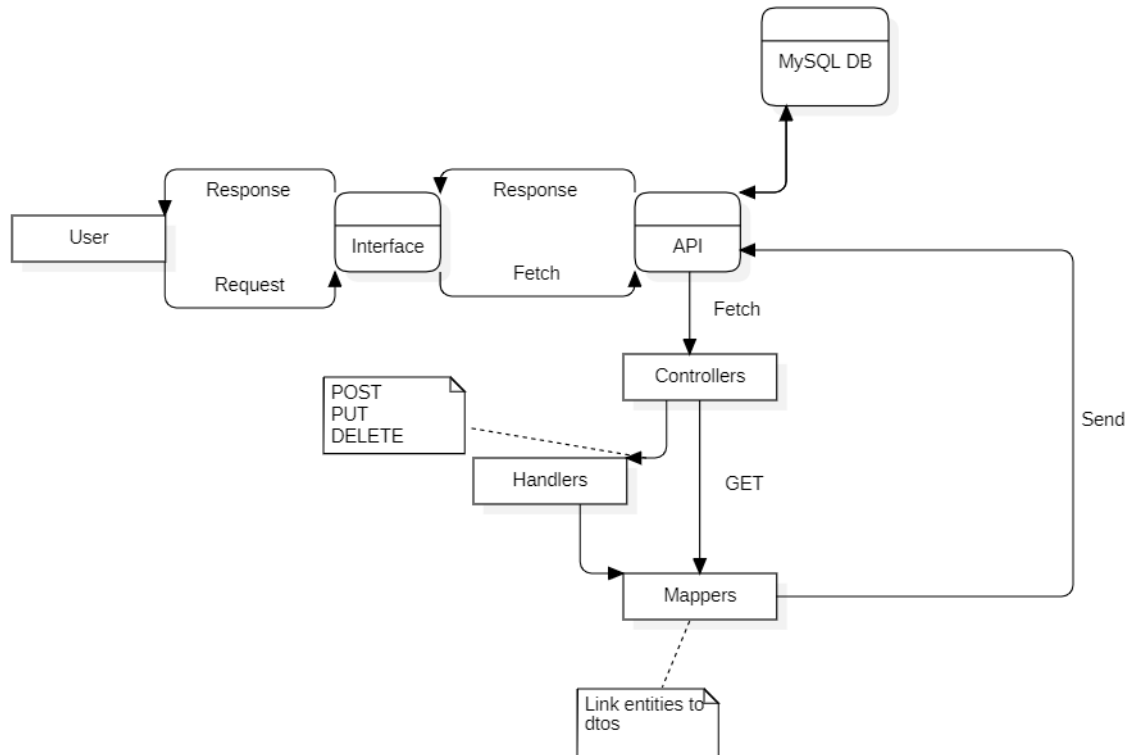 MySQL DB
Response
Response
User
Interface
API
Request
Fetch
Fetch
Controllers
POST
PUT
DELETE
Send
Handlers
GET
Mappers
Link entities to
dtos